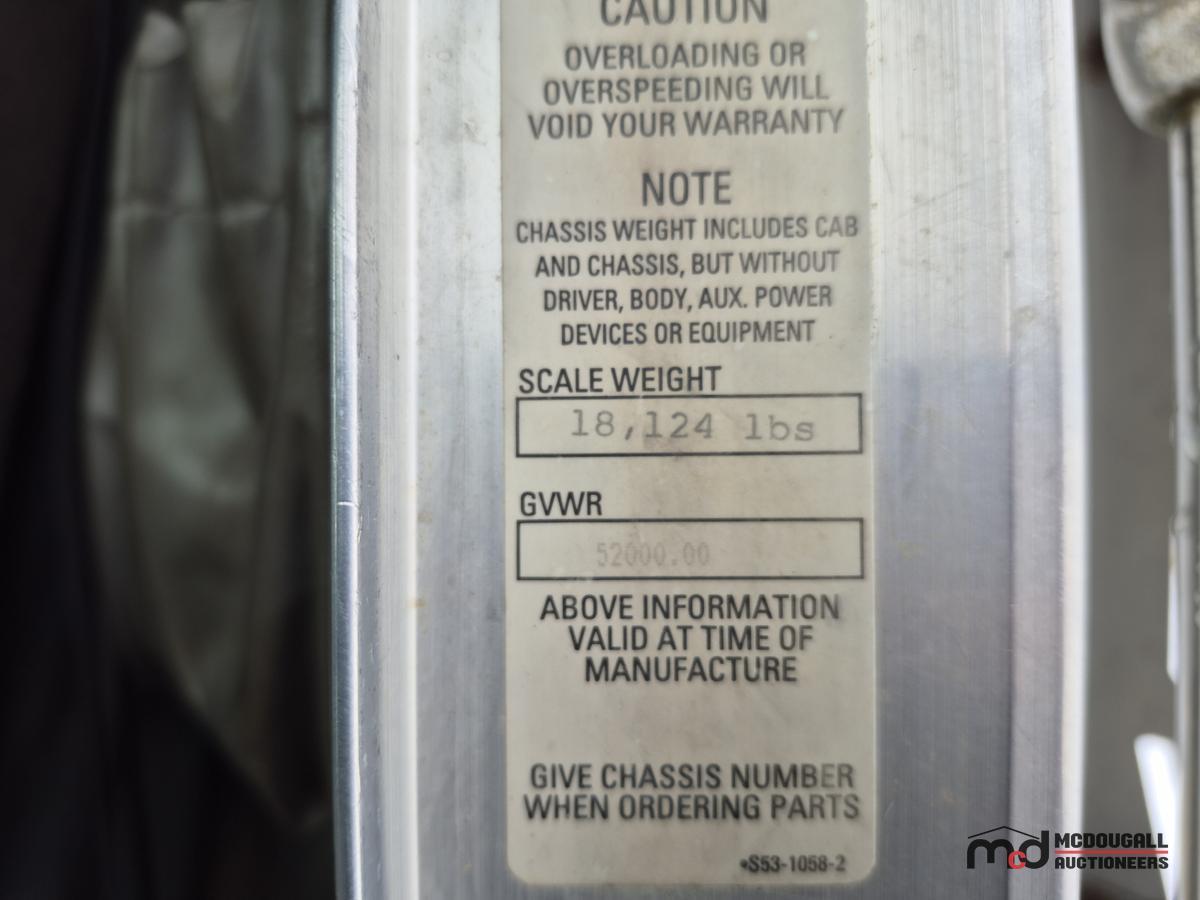 CAUTION
OVERLOADING OR
OVERSPEEDING WILL
VOID YOUR WARRANTY
NOTE
CHASSIS WEIGHT INCLUDES CAB
AND CHASSIS, BUT WITHOUT
DRIVER, BODY, AUX. POWER
DEVICES OR EQUIPMENT
SCALE WEIGHT
18,124 lbs
GVWR
52000.00
ABOVE INFORMATION
VALID AT TIME OF
MANUFACTURE
GIVE CHASSIS NUMBER
WHEN ORDERING PARTS
•S53-1058-2
mcd
MCDOUGALL
AUCTIONEERS